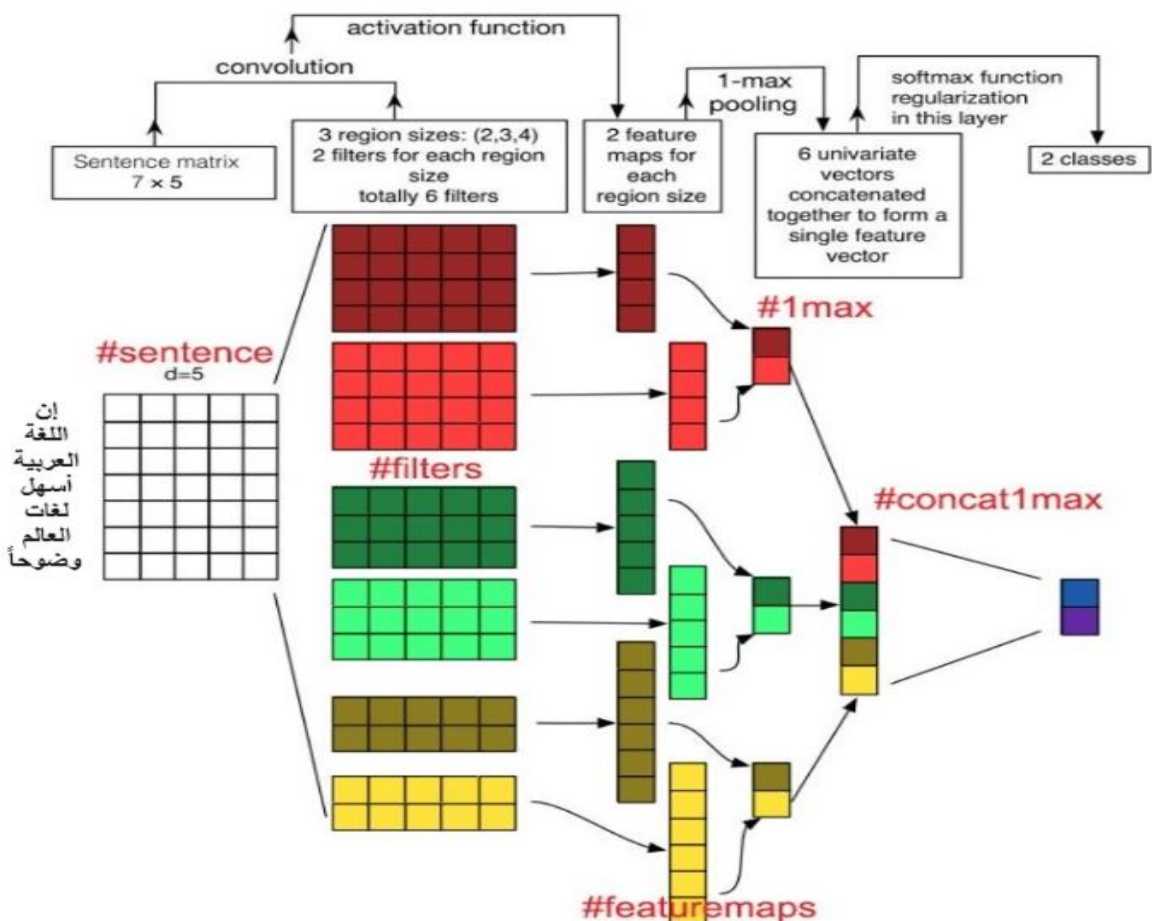 activation function
convolution
1-max
pooling
softmax function
regularization
in this layer
Sentence matrix
7 × 5
3 region sizes: (2,3,4)
2 filters for each region
size
totally 6 filters
2 feature
maps for
each
region size
6 univariate
vectors
concatenated
together to form a
single feature
vector
2 classes
#sentence
d=5
إن
اللغة
العربية
أسهل
لغات
العالم
وضوحاً
#filters
#1max
#concat1max
#featuremaps